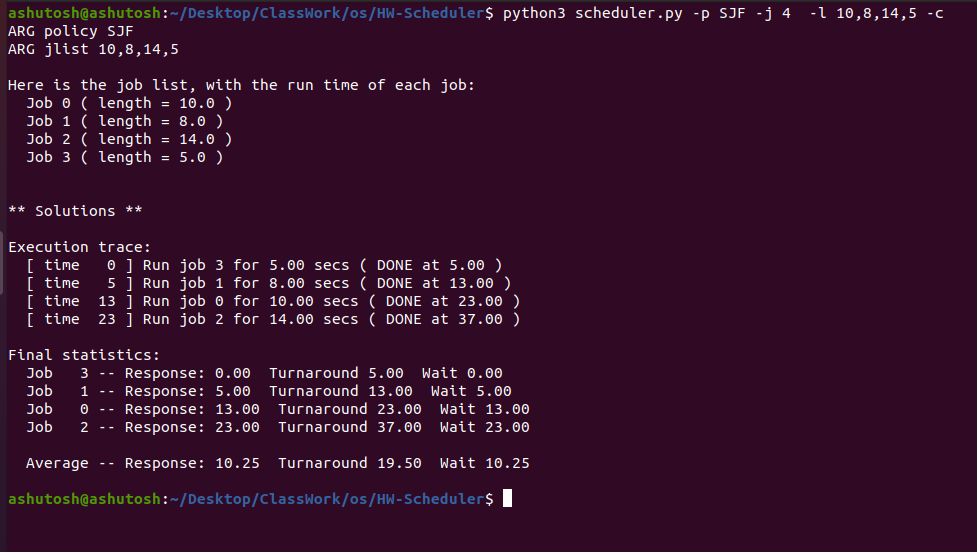 ashutosh@ashutosh:~/Desktop/ClassWork/os/HW-Scheduler$ python3 scheduler.py -p SJF -j 4  -l 10,8,14,5 -c
ARG policy SJF
ARG jlist 10,8,14,5

Here is the job list, with the run time of each job:
  Job 0 ( length = 10.0 )
  Job 1 ( length = 8.0 )
  Job 2 ( length = 14.0 )
  Job 3 ( length = 5.0 )


** Solutions **

Execution trace:
  [ time   0 ] Run job 3 for 5.00 secs ( DONE at 5.00 )
  [ time   5 ] Run job 1 for 8.00 secs ( DONE at 13.00 )
  [ time  13 ] Run job 0 for 10.00 secs ( DONE at 23.00 )
  [ time  23 ] Run job 2 for 14.00 secs ( DONE at 37.00 )

Final statistics:
  Job   3 -- Response: 0.00  Turnaround 5.00  Wait 0.00
  Job   1 -- Response: 5.00  Turnaround 13.00  Wait 5.00
  Job   0 -- Response: 13.00  Turnaround 23.00  Wait 13.00
  Job   2 -- Response: 23.00  Turnaround 37.00  Wait 23.00

  Average -- Response: 10.25  Turnaround 19.50  Wait 10.25

ashutosh@ashutosh:~/Desktop/ClassWork/os/HW-Scheduler$